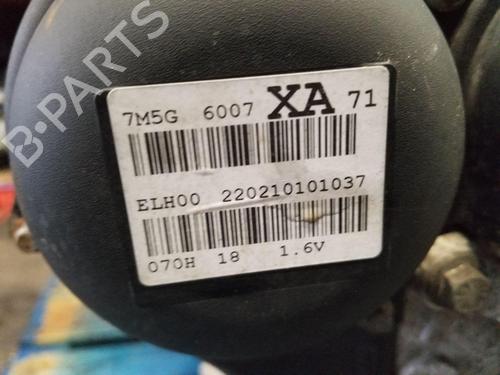 B-PARTS
7M5G 6007 XA 71
ELH00 220210101037
070H 18 1.6V